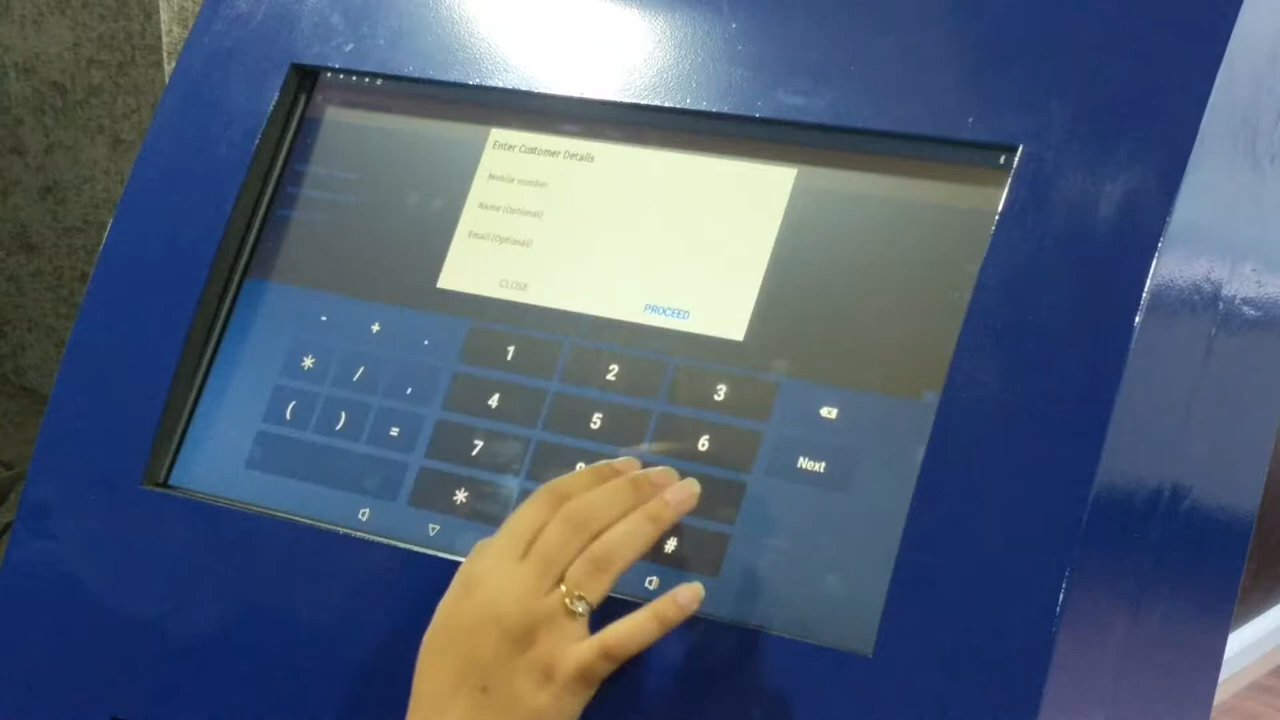 Enter Customer Details
Mobile number
Name (Optional)
Email (Optional)
CLOSE
PROCEED
- + . 1 2 3
* / , 4 5 6
( ) = 7 Next
* #